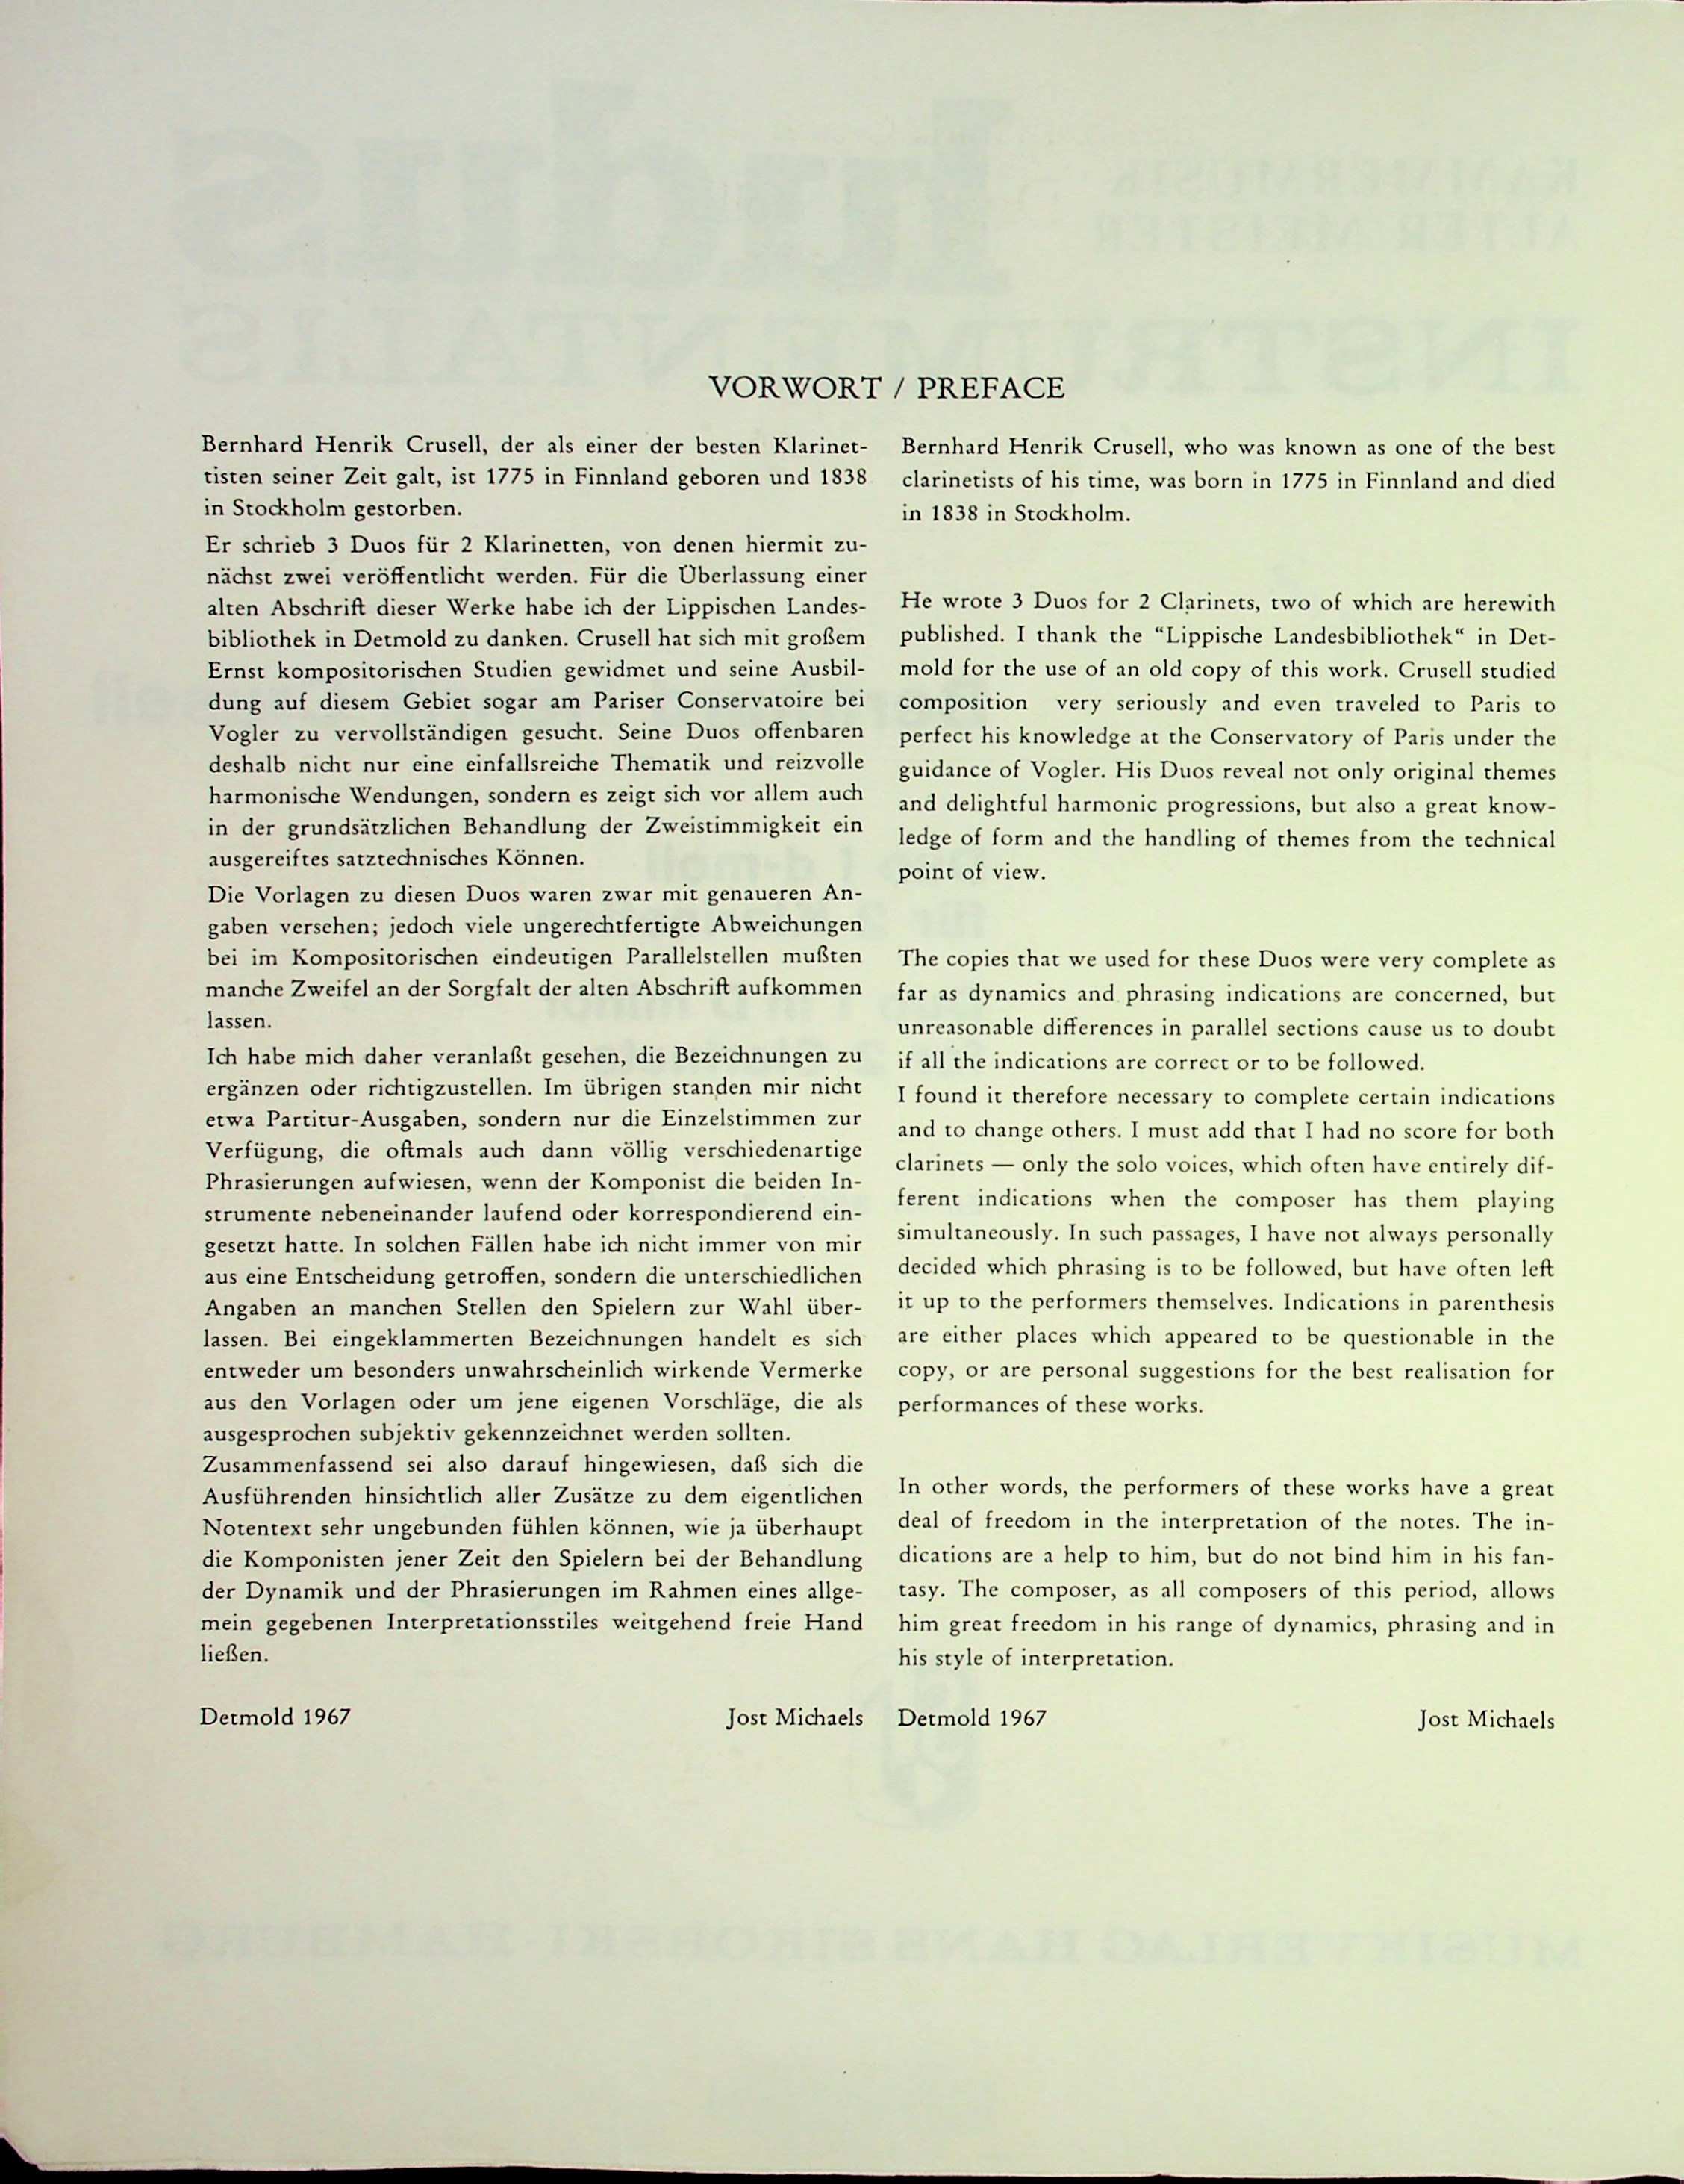 VORWORT / PREFACE
Bernhard Henrik Crusell, der als einer der besten Klarinet-
tisten seiner Zeit galt, ist 1775 in Finnland geboren und 1838
in Stockholm gestorben.
Er schrieb 3 Duos für 2 Klarinetten, von denen hiermit zu-
nächst zwei veröffentlicht werden. Für die Überlassung einer
alten Abschrift dieser Werke habe ich der Lippischen Landes-
bibliothek in Detmold zu danken. Crusell hat sich mit großem
Ernst kompositorischen Studien gewidmet und seine Ausbil-
dung auf diesem Gebiet sogar am Pariser Conservatoire bei
Vogler zu vervollständigen gesucht. Seine Duos offenbaren
deshalb nicht nur eine einfallsreiche Thematik und reizvolle
harmonische Wendungen, sondern es zeigt sich vor allem auch
in der grundsätzlichen Behandlung der Zweistimmigkeit ein
ausgereiftes satztechnisches Können.
Die Vorlagen zu diesen Duos waren zwar mit genaueren An-
gaben versehen; jedoch viele ungerechtfertigte Abweichungen
bei im Kompositorischen eindeutigen Parallelstellen mußten
manche Zweifel an der Sorgfalt der alten Abschrift aufkommen
lassen.
Ich habe mich daher veranlaßt gesehen, die Bezeichnungen zu
ergänzen oder richtigzustellen. Im übrigen standen mir nicht
etwa Partitur-Ausgaben, sondern nur die Einzelstimmen zur
Verfügung, die oftmals auch dann völlig verschiedenartige
Phrasierungen aufwiesen, wenn der Komponist die beiden In-
strumente nebeneinander laufend oder korrespondierend ein-
gesetzt hatte. In solchen Fällen habe ich nicht immer von mir
aus eine Entscheidung getroffen, sondern die unterschiedlichen
Angaben an manchen Stellen den Spielern zur Wahl über-
lassen. Bei eingeklammerten Bezeichnungen handelt es sich
entweder um besonders unwahrscheinlich wirkende Vermerke
aus den Vorlagen oder um jene eigenen Vorschläge, die als
ausgesprochen subjektiv gekennzeichnet werden sollten.
Zusammenfassend sei also darauf hingewiesen, daß sich die
Ausführenden hinsichtlich aller Zusätze zu dem eigentlichen
Notentext sehr ungebunden fühlen können, wie ja überhaupt
die Komponisten jener Zeit den Spielern bei der Behandlung
der Dynamik und der Phrasierungen im Rahmen eines allge-
mein gegebenen Interpretationsstiles weitgehend freie Hand
ließen.
Detmold 1967 Jost Michaels
Bernhard Henrik Crusell, who was known as one of the best
clarinetists of his time, was born in 1775 in Finnland and died
in 1838 in Stockholm.
He wrote 3 Duos for 2 Clarinets, two of which are herewith
published. I thank the “Lippische Landesbibliothek“ in Det-
mold for the use of an old copy of this work. Crusell studied
composition very seriously and even traveled to Paris to
perfect his knowledge at the Conservatory of Paris under the
guidance of Vogler. His Duos reveal not only original themes
and delightful harmonic progressions, but also a great know-
ledge of form and the handling of themes from the technical
point of view.
The copies that we used for these Duos were very complete as
far as dynamics and phrasing indications are concerned, but
unreasonable differences in parallel sections cause us to doubt
if all the indications are correct or to be followed.
I found it therefore necessary to complete certain indications
and to change others. I must add that I had no score for both
clarinets — only the solo voices, which often have entirely dif-
ferent indications when the composer has them playing
simultaneously. In such passages, I have not always personally
decided which phrasing is to be followed, but have often left
it up to the performers themselves. Indications in parenthesis
are either places which appeared to be questionable in the
copy, or are personal suggestions for the best realisation for
performances of these works.
In other words, the performers of these works have a great
deal of freedom in the interpretation of the notes. The in-
dications are a help to him, but do not bind him in his fan-
tasy. The composer, as all composers of this period, allows
him great freedom in his range of dynamics, phrasing and in
his style of interpretation.
Detmold 1967 Jost Michaels